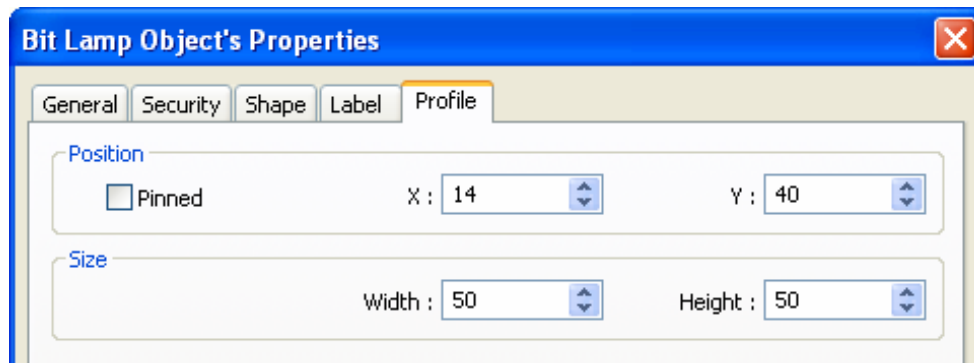 Bit Lamp Object's Properties
General Security Shape Label Profile
Position
Pinned X : 14 Y : 40
Size
Width : 50 Height : 50